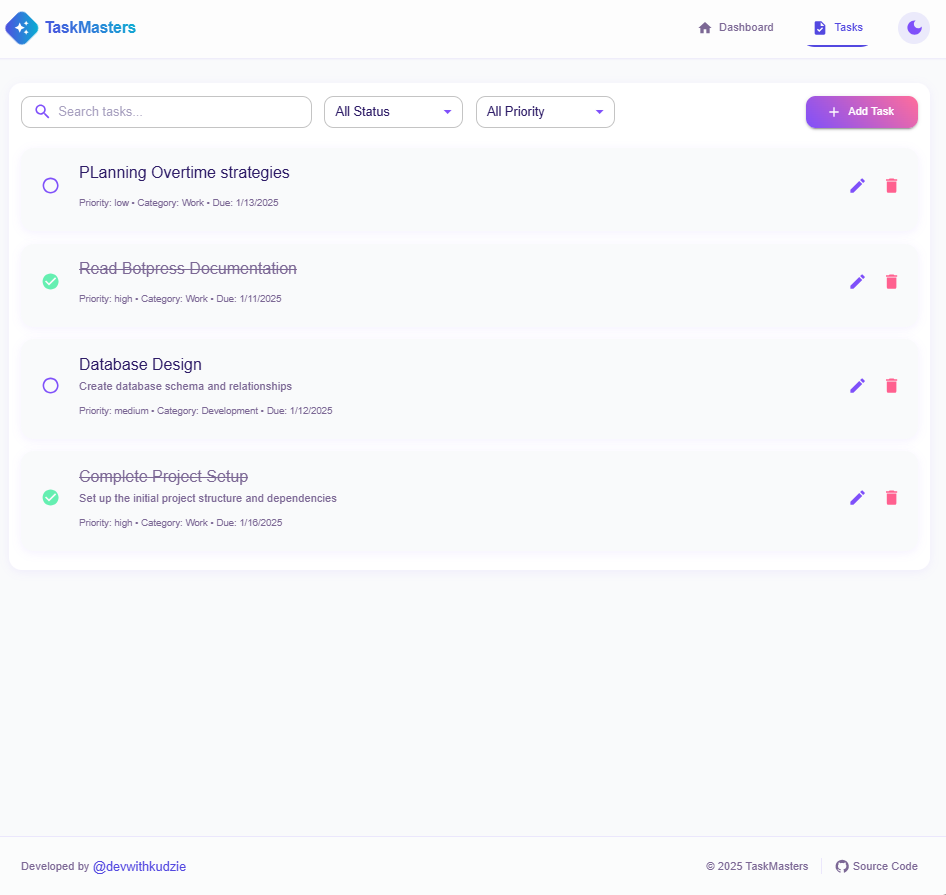 TaskMasters
Dashboard
Tasks
Search tasks...
All Status
All Priority
+ Add Task
PLanning Overtime strategies
Priority: low • Category: Work • Due: 1/13/2025
Read Botpress Documentation
Priority: high • Category: Work • Due: 1/11/2025
Database Design
Create database schema and relationships
Priority: medium • Category: Development • Due: 1/12/2025
Complete Project Setup
Set up the initial project structure and dependencies
Priority: high • Category: Work • Due: 1/16/2025
Developed by @devwithkudzie
© 2025 TaskMasters
Source Code